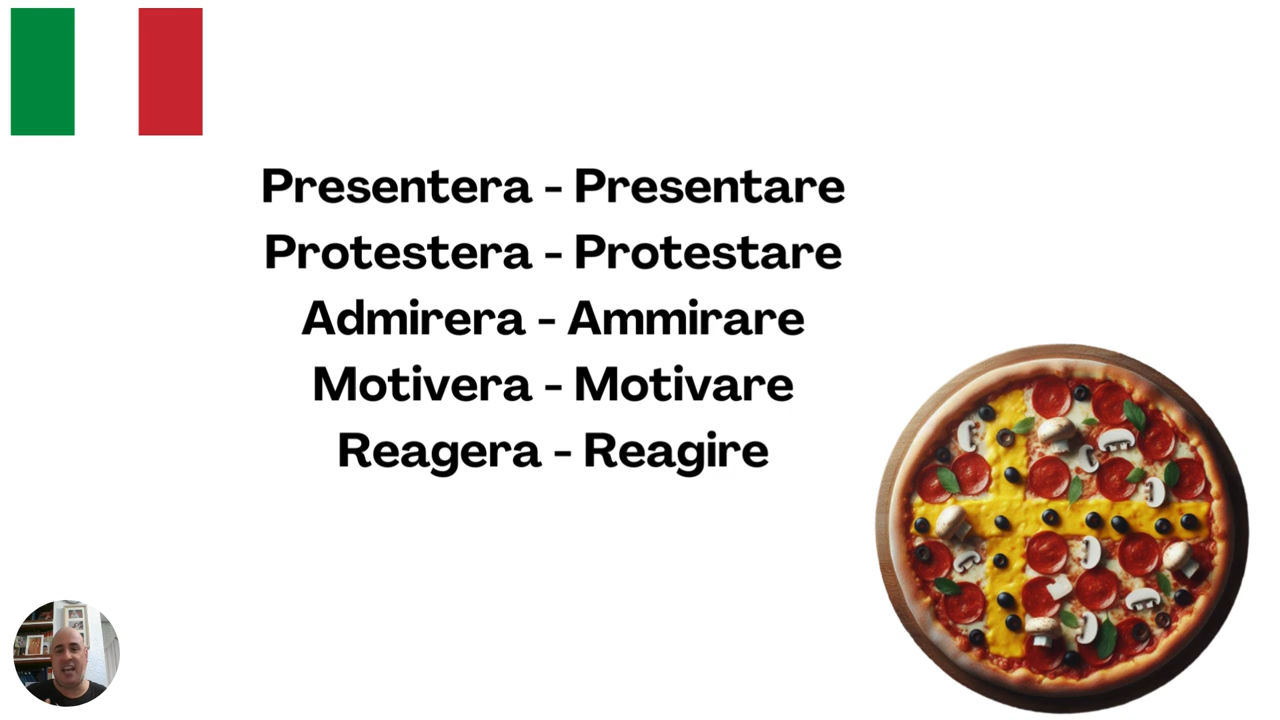 Presentera - Presentare
Protestera - Protestare
Admirera - Ammirare
Motivera - Motivare
Reagera - Reagire